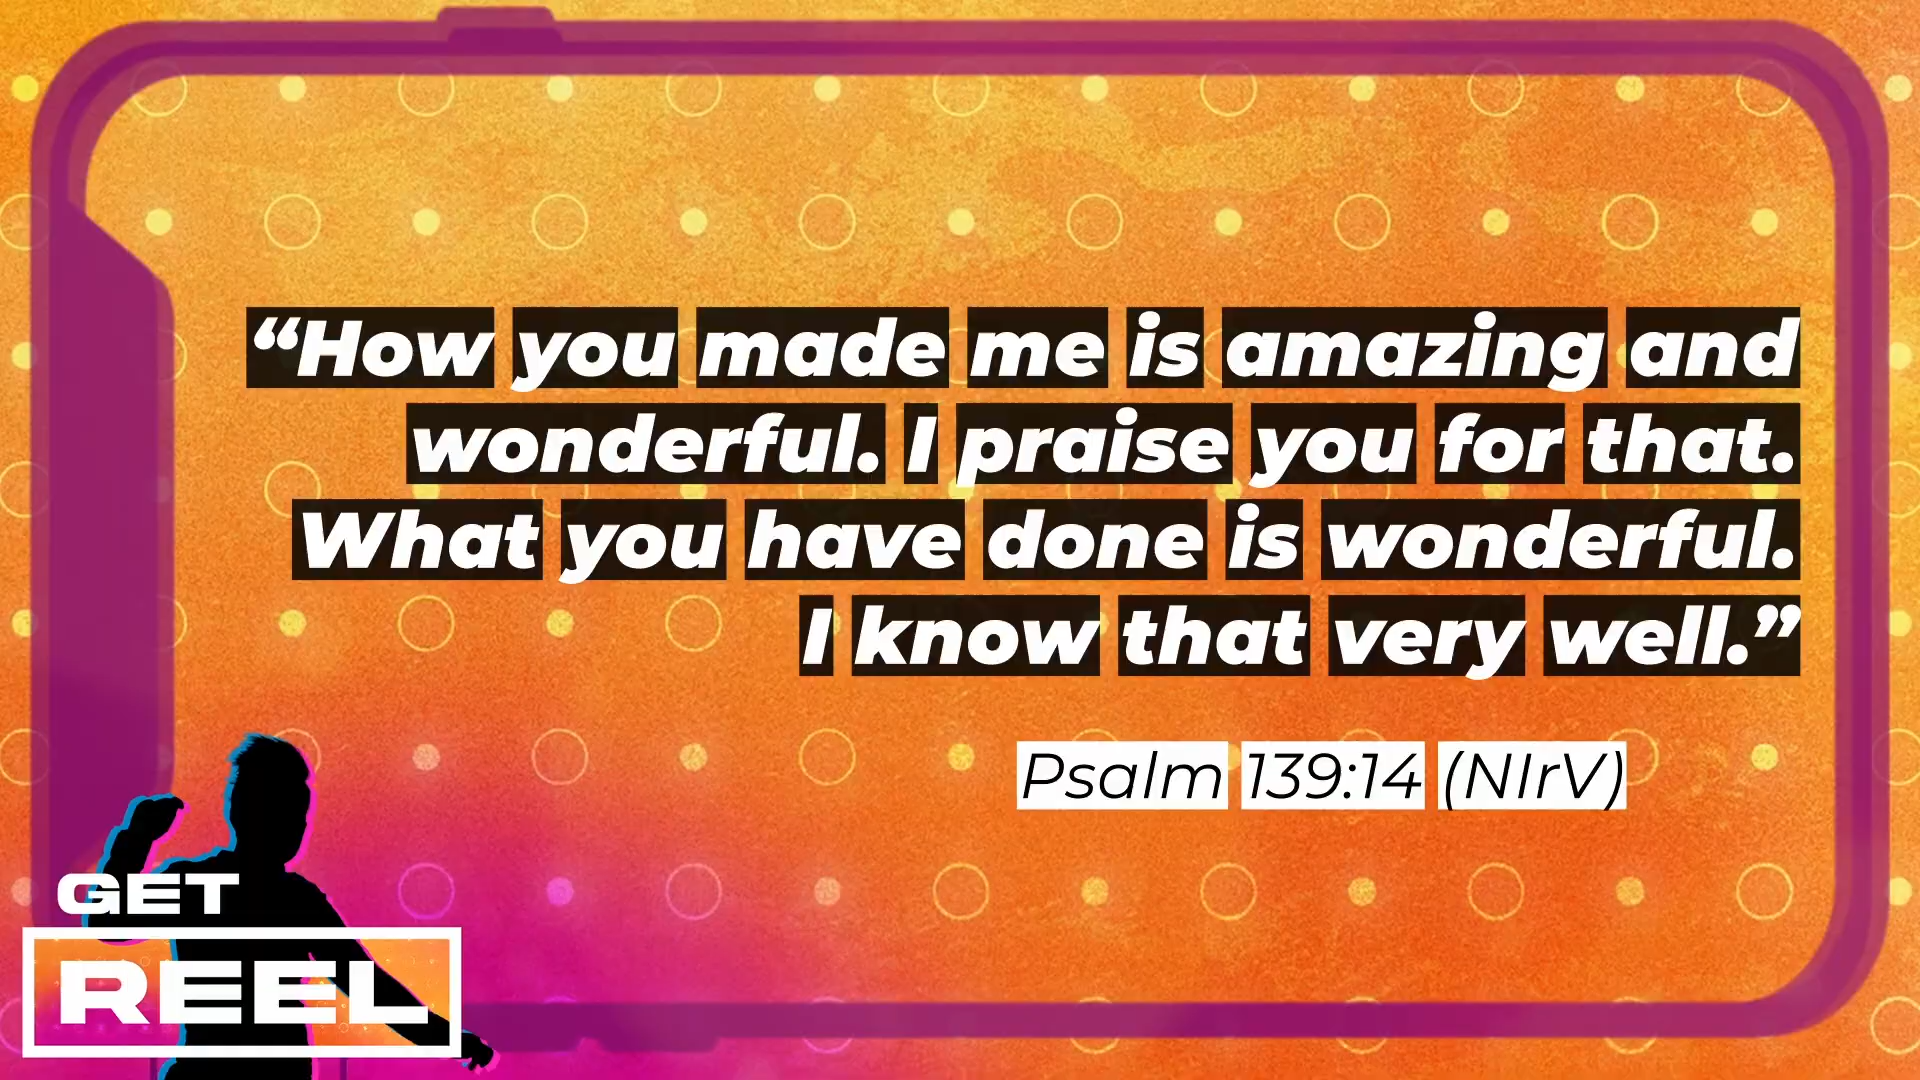 “How you made me is amazing and
wonderful. I praise you for that.
What you have done is wonderful.
I know that very well.”
Psalm 139:14 (NIrV)
GET
REEL